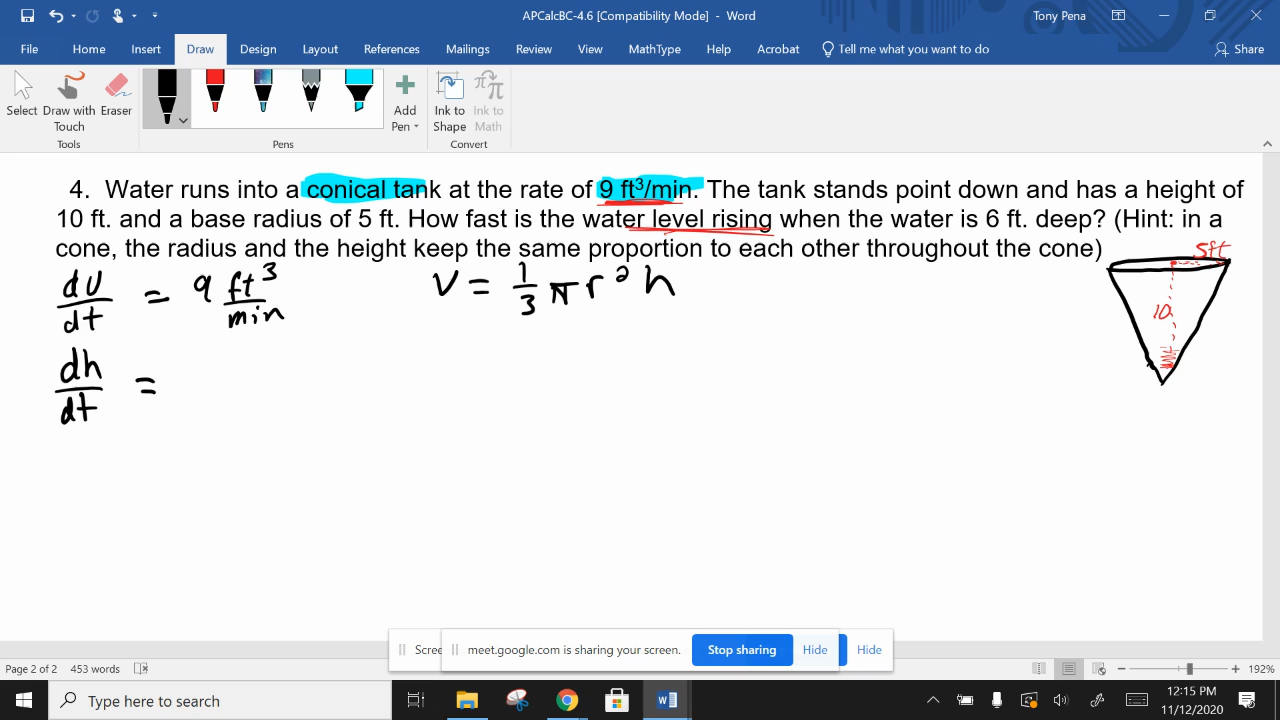 APCalcBC-4.6 [Compatibility Mode] - Word
Tony Pena
File Home Insert Draw Design Layout References Mailings Review View MathType Help Acrobat Tell me what you want to do Share
Select Draw with Touch Eraser Add Pen Ink to Shape Ink to Math
Tools Pens Convert
4. Water runs into a conical tank at the rate of 9 ft³/min. The tank stands point down and has a height of
10 ft. and a base radius of 5 ft. How fast is the water level rising when the water is 6 ft. deep? (Hint: in a
cone, the radius and the height keep the same proportion to each other throughout the cone)
5ft
dV/dt = 9 ft³/min V = 1/3 πr²h
10
dh/dt =
Scree meet.google.com is sharing your screen. Stop sharing Hide Hide
Page 2 of 2 453 words 192%
Type here to search
12:15 PM
11/12/2020